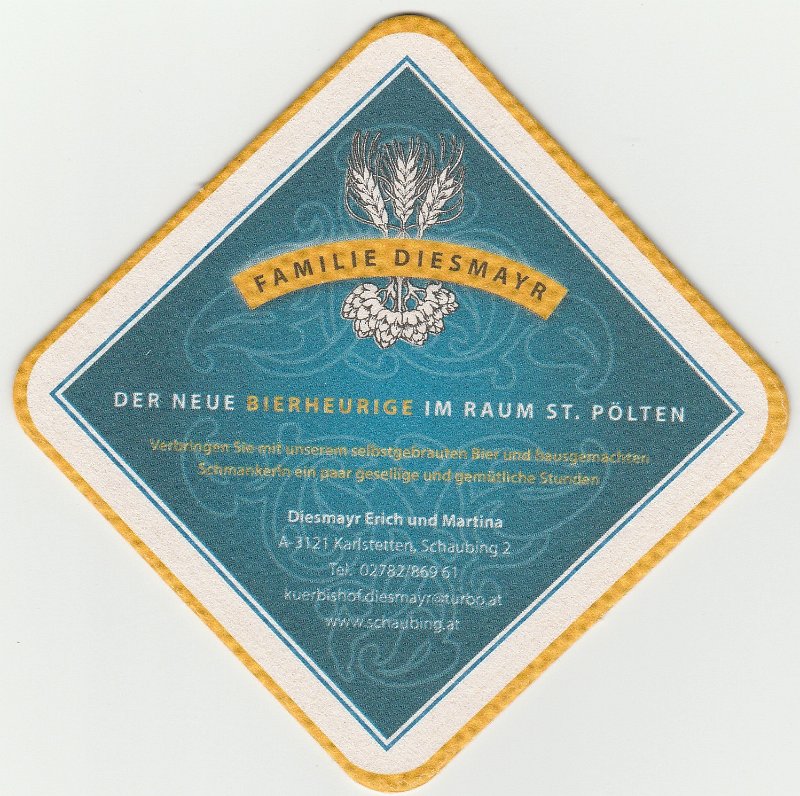 FAMILIE DIESMAYR
DER NEUE BIERHEURIGE IM RAUM ST. PÖLTEN
Verbringen Sie mit unserem selbstgebrauten Bier und hausgemachten
Schmankerln ein paar gesellige und gemütliche Stunden
Diesmayr Erich und Martina
A-3121 Karlstetten, Schaubing 2
Tel. 02782/869 61
kuerbishof.diesmayr@turbo.at
www.schaubing.at